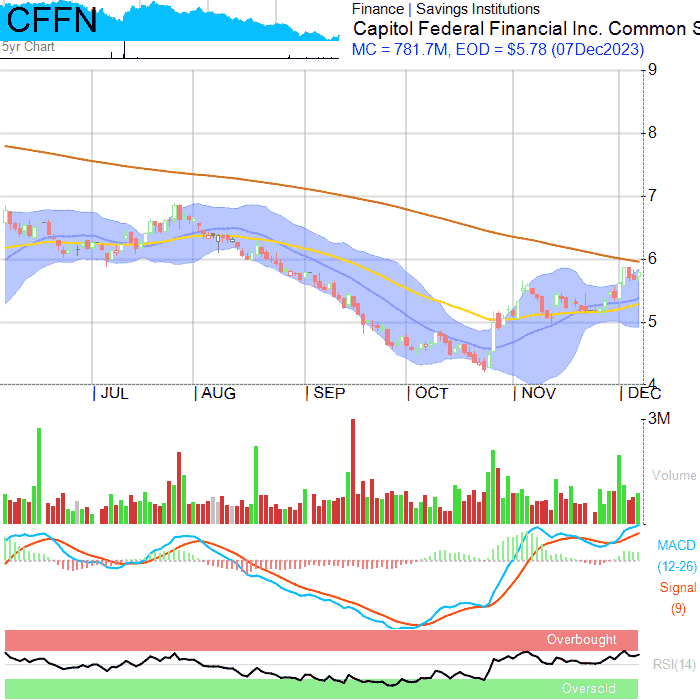 CFFN
5yr Chart
Finance | Savings Institutions
Capitol Federal Financial Inc. Common S
MC = 781.7M, EOD = $5.78 (07Dec2023)
9
8
7
6
5
4
JUL AUG SEP OCT NOV DEC
3M
Volume
MACD
(12-26)
Signal
(9)
Overbought
RSI(14)
Oversold